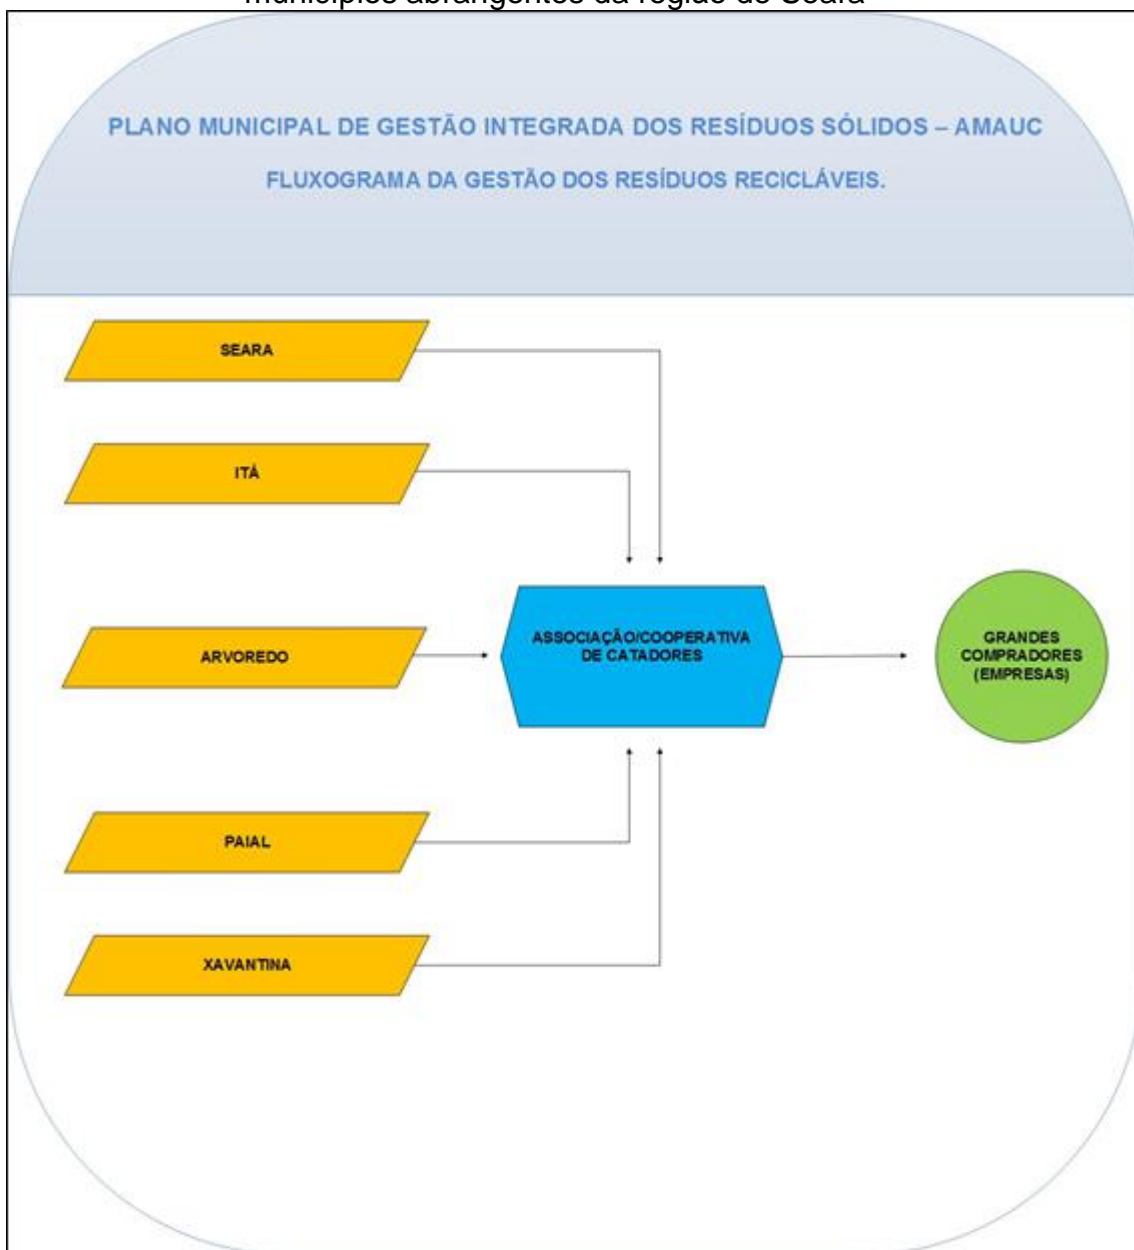 municípios abrangentes da região de Seara
PLANO MUNICIPAL DE GESTÃO INTEGRADA DOS RESÍDUOS SÓLIDOS – AMAUC
FLUXOGRAMA DA GESTÃO DOS RESÍDUOS RECICLÁVEIS.
SEARA
ITÁ
ARVOREDO
ASSOCIAÇÃO/COOPERATIVA
DE CATADORES
GRANDES
COMPRADORES
(EMPRESAS)
PAIAL
XAVANTINA